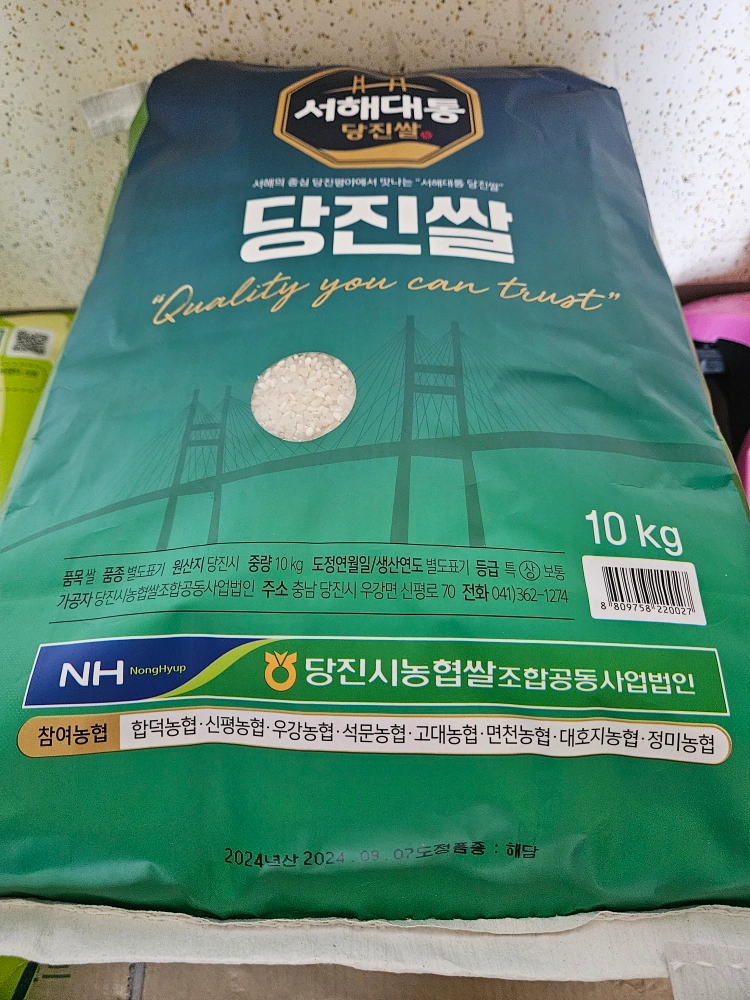 서해대통
당진쌀
서해의 중심 당진평야에서 맛나는 "서해대통 당진쌀"
당진쌀
"Quality you can trust"
10 kg
품목 쌀 품종 별도표기 원산지 당진시 중량 10 kg 도정연월일/생산연도 별도표기 등급 특 상 보통
가공자 당진시농협쌀조합공동사업법인 주소 충남 당진시 우강면 신평로 70 전화 041)362-1274
8 809758 220027
NH NongHyup 당진시농협쌀조합공동사업법인
참여농협 합덕농협·신평농협·우강농협·석문농협·고대농협·면천농협·대호지농협·정미농협
2024년산 2024.09.07도정품종 : 해담